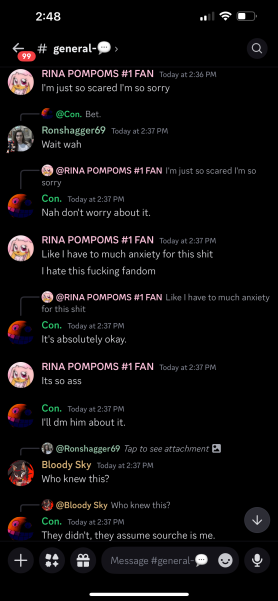 2:48
99
# general-💬 ›
RINA POMPOMS #1 FAN Today at 2:36 PM
I'm just so scared I'm so sorry
@Con. Bet.
Ronshagger69 Today at 2:37 PM
Wait wah
@RINA POMPOMS #1 FAN I'm just so scared I'm so
sorry
Con. Today at 2:37 PM
Nah don't worry about it.
RINA POMPOMS #1 FAN Today at 2:37 PM
Like I have to much anxiety for this shit
I hate this fucking fandom
@RINA POMPOMS #1 FAN Like I have to much anxiety
for this shit
Con. Today at 2:37 PM
It's absolutely okay.
RINA POMPOMS #1 FAN Today at 2:37 PM
Its so ass
Con. Today at 2:37 PM
I'll dm him about it.
@Ronshagger69 Tap to see attachment
Bloody Sky Today at 2:37 PM
Who knew this?
@Bloody Sky Who knew this?
Con. Today at 2:37 PM
They didn't, they assume sourche is me.
Message #general-💬